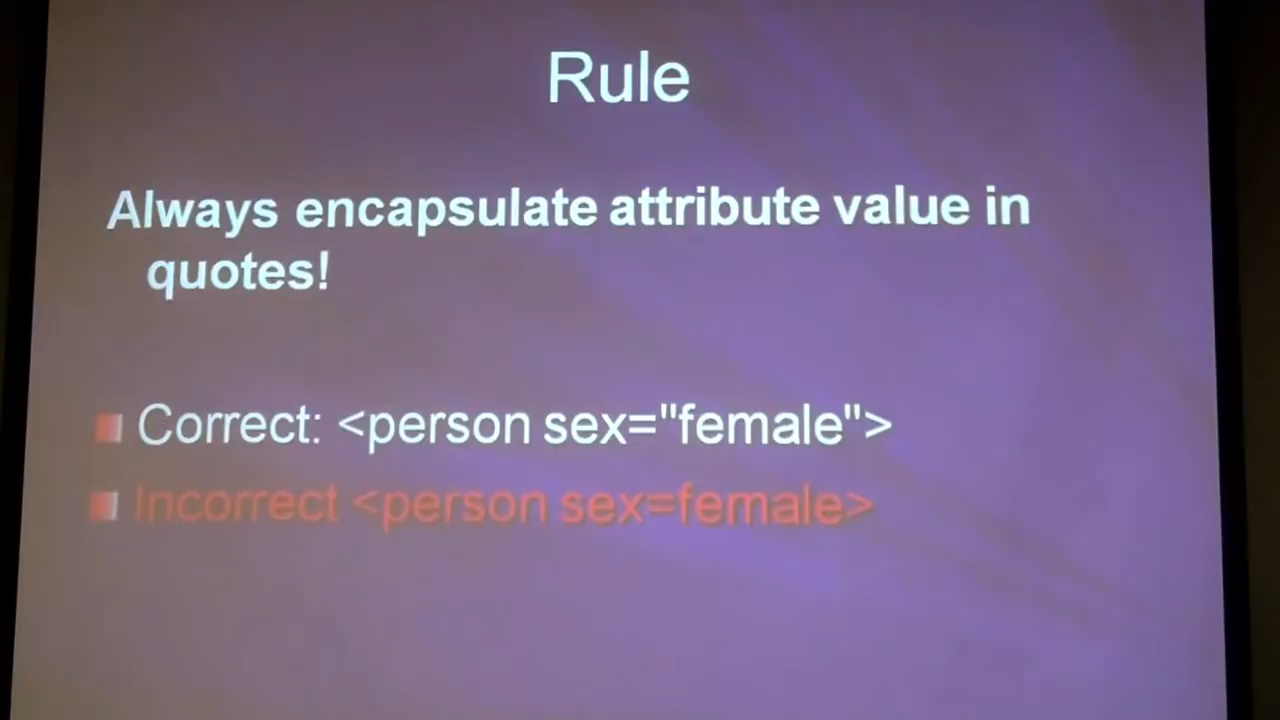 Rule
Always encapsulate attribute value in
quotes!
Correct: <person sex="female">
Incorrect <person sex=female>